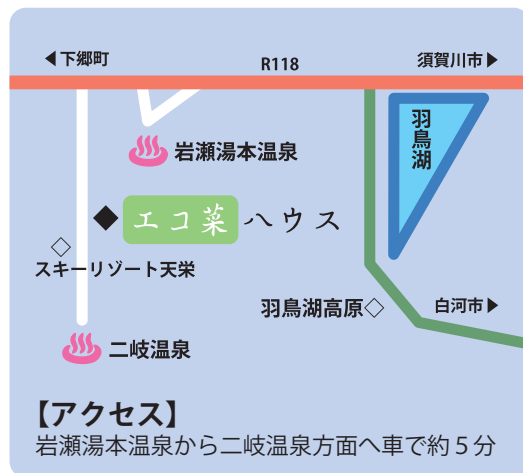 ◀下郷町
R118
須賀川市▶
羽鳥湖
岩瀬湯本温泉
エコ菜ハウス
スキーリゾート天栄
羽鳥湖高原◇
白河市▶
二岐温泉
【アクセス】
岩瀬湯本温泉から二岐温泉方面へ車で約5分